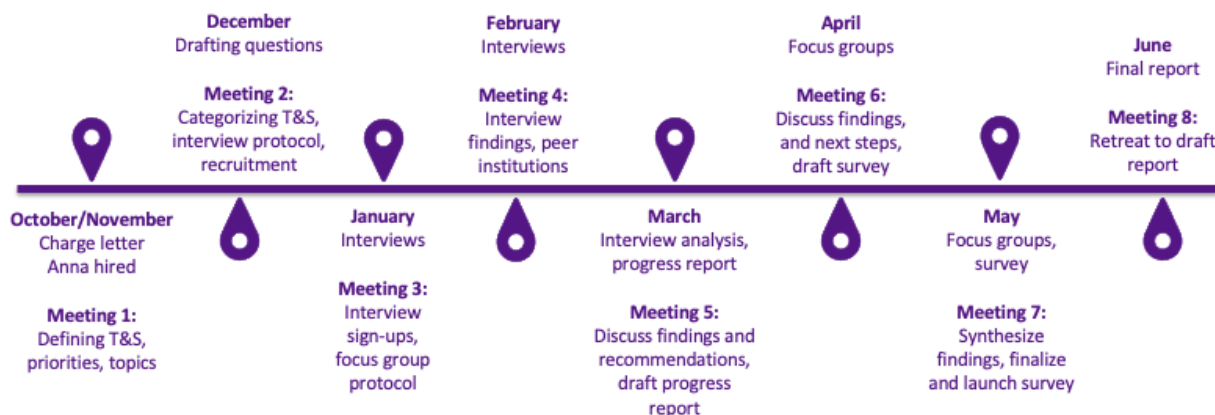 October/November
Charge letter
Anna hired
Meeting 1:
Defining T&S,
priorities, topics
December
Drafting questions
Meeting 2:
Categorizing T&S,
interview protocol,
recruitment
January
Interviews
Meeting 3:
Interview
sign-ups,
focus group
protocol
February
Interviews
Meeting 4:
Interview
findings, peer
institutions
March
Interview analysis,
progress report
Meeting 5:
Discuss findings and
recommendations,
draft progress
report
April
Focus groups
Meeting 6:
Discuss findings,
and next steps,
draft survey
May
Focus groups,
survey
Meeting 7:
Synthesize
findings, finalize
and launch survey
June
Final report
Meeting 8:
Retreat to draft
report